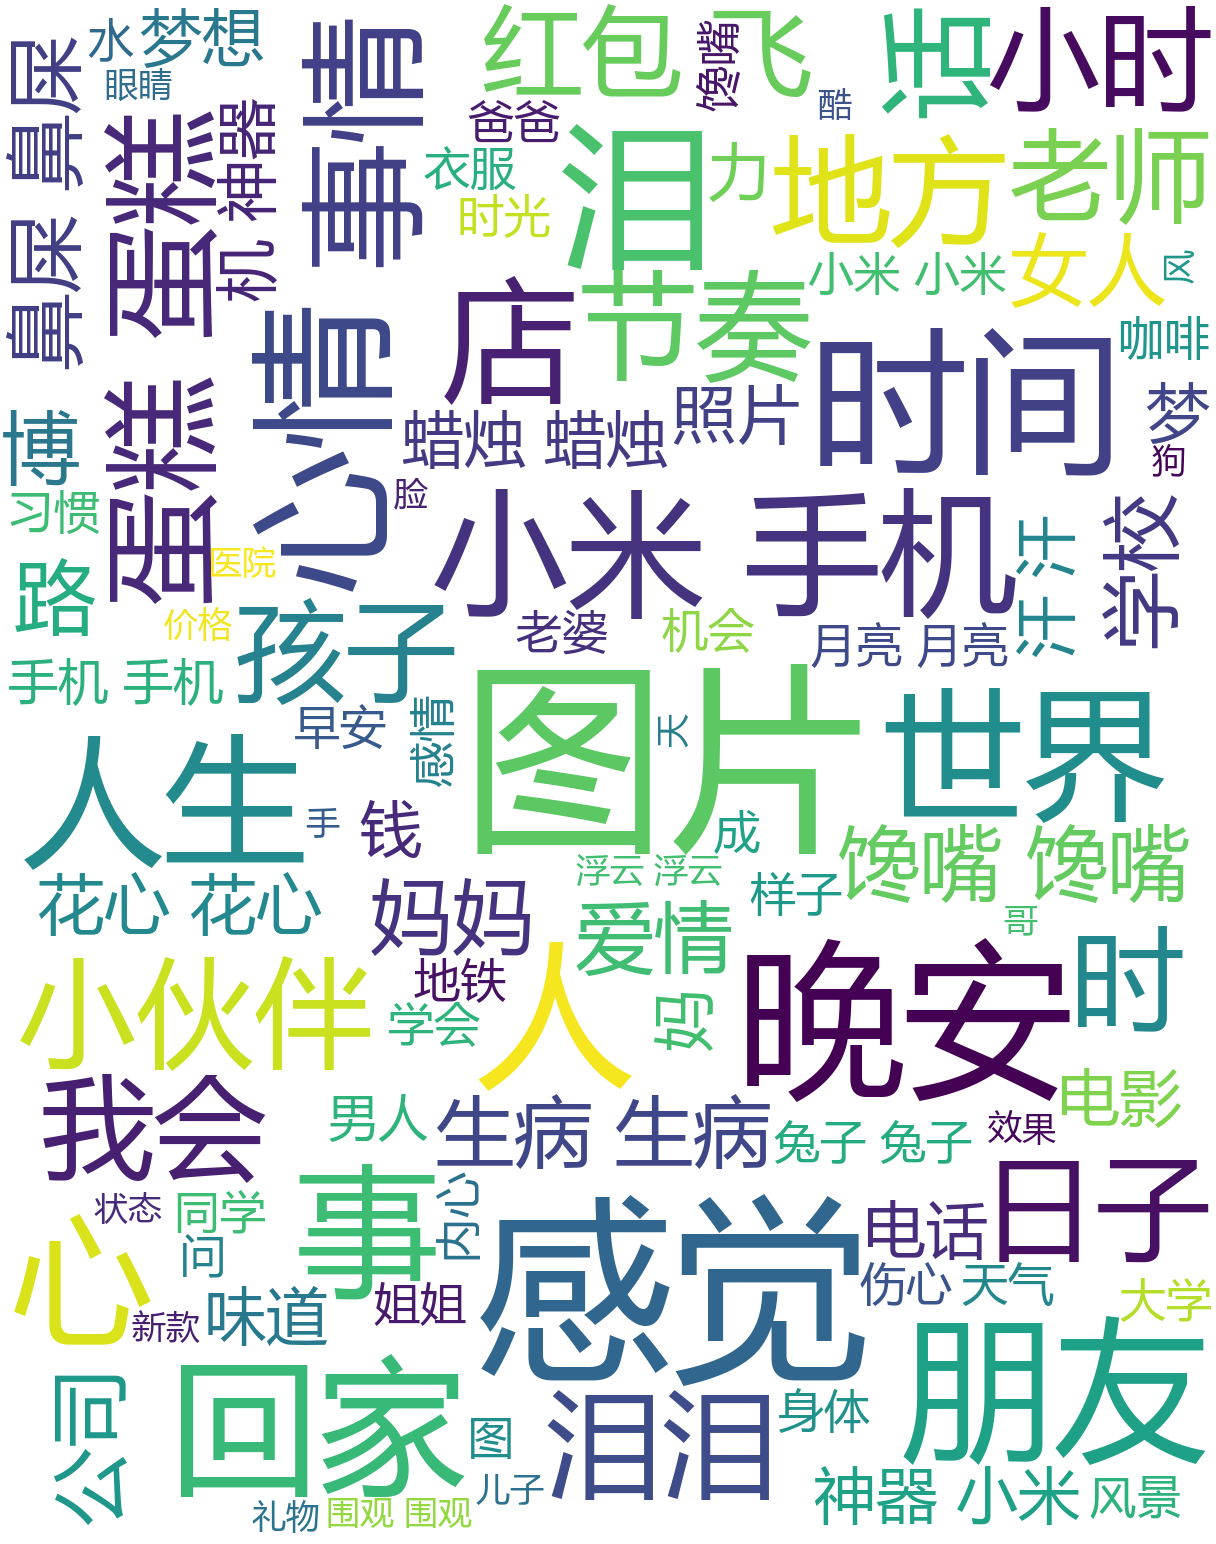 水 梦想
眼睛
鼻屎 鼻屎
蛋糕 蛋糕
神器
机
事情
心情
红包
飞
馋嘴
酷
话
小时
爸爸
衣服
时光
泪
力
地方
老师
小米 小米
女人
风
咖啡
店
节奏
时间
梦
狗
照片
蜡烛 蜡烛
博
习惯
脸
医院
小米 手机
汗 汗
学校
路
价格
孩子
老婆
机会
月亮 月亮
手机 手机
早安
感情
图片
天
世界
人生
手
钱
成
馋嘴 馋嘴
浮云 浮云
样子
哥
花心 花心
妈妈
爱情
时
地铁
人
晚安
小伙伴
学会
妈
电影
我会
男人
生病 生病
兔子 兔子
效果
日子
状态
同学
问
事
内心
感觉
电话
伤心
天气
大学
心
新款
味道
姐姐
朋友
公司
回家
图
泪泪
身体
儿子
神器 小米
风景
礼物
围观 围观